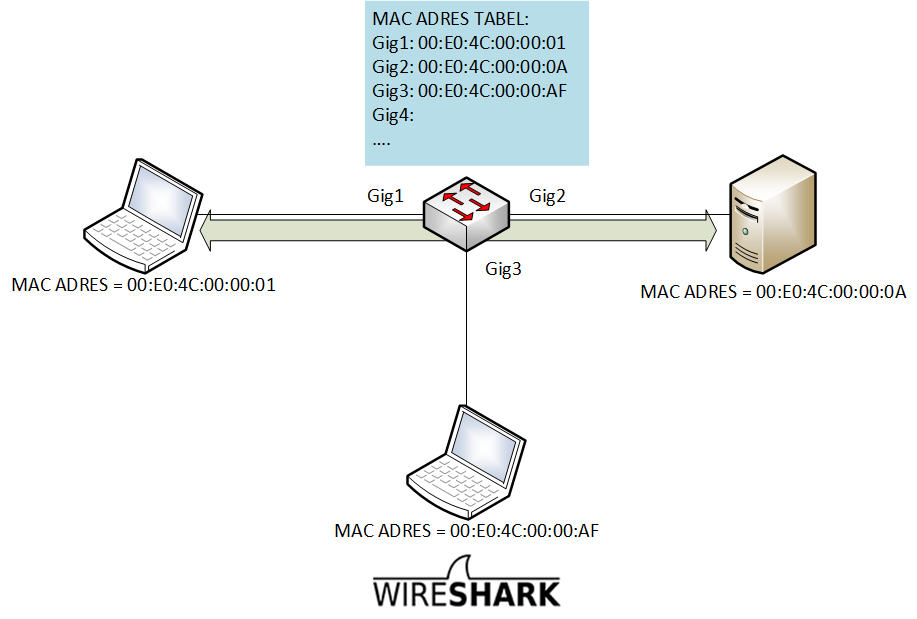 MAC ADRES TABEL:
Gig1: 00:E0:4C:00:00:01
Gig2: 00:E0:4C:00:00:0A
Gig3: 00:E0:4C:00:00:AF
Gig4:
....
Gig1
Gig2
Gig3
MAC ADRES = 00:E0:4C:00:00:01
MAC ADRES = 00:E0:4C:00:00:0A
MAC ADRES = 00:E0:4C:00:00:AF
WIRESHARK